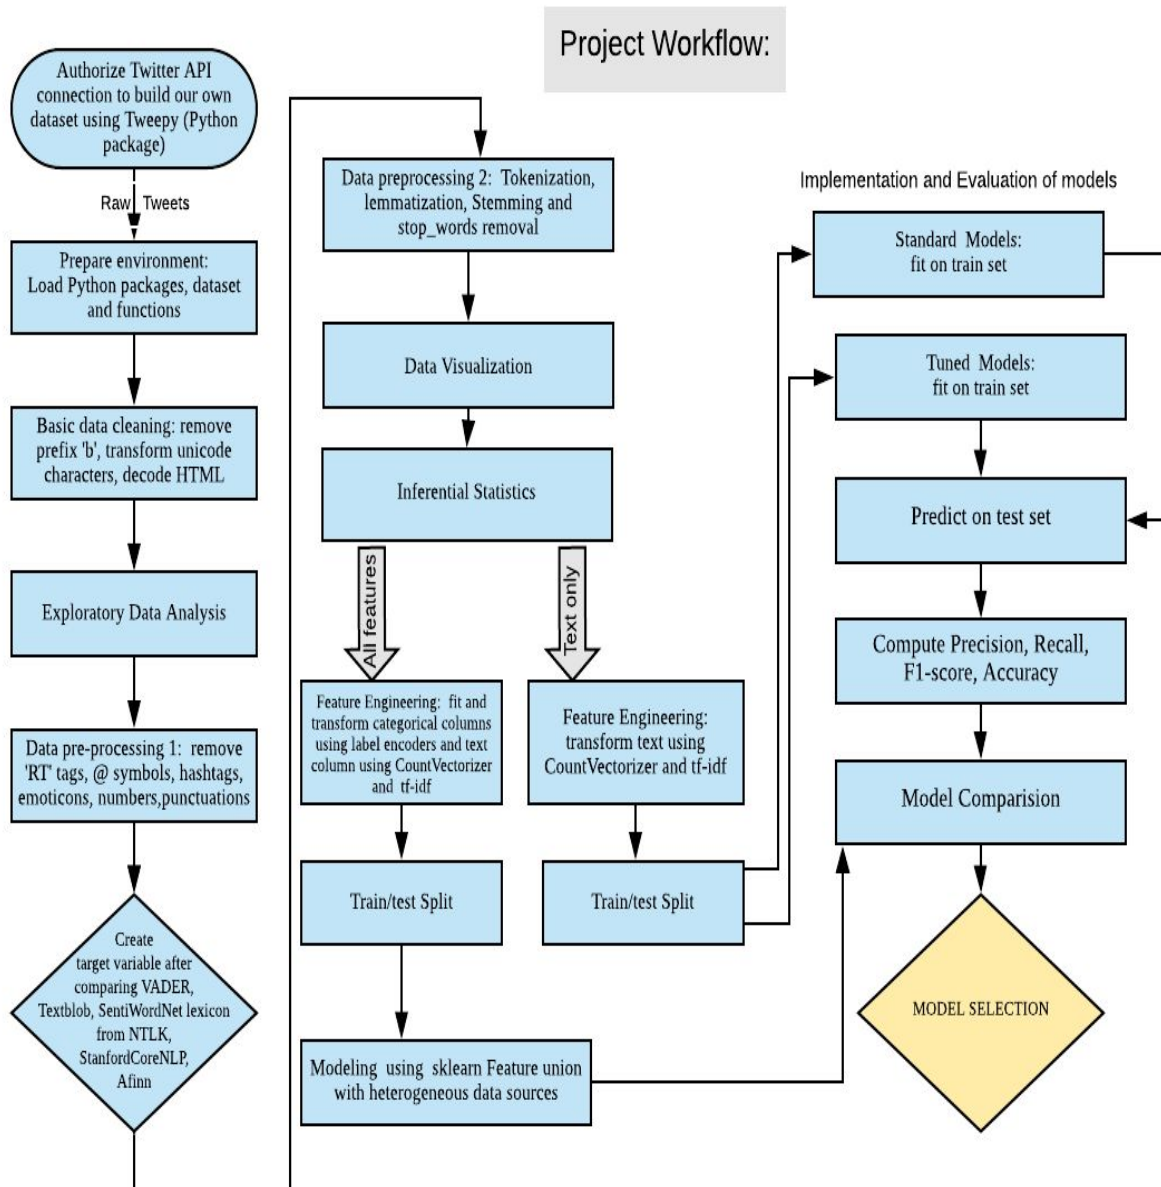 Project Workflow:
Authorize Twitter API
connection to build our own
dataset using Tweepy (Python
package)
Raw Tweets
Prepare environment:
Load Python packages, dataset
and functions
Basic data cleaning: remove
prefix 'b', transform unicode
characters, decode HTML
Exploratory Data Analysis
Data pre-processing 1: remove
'RT' tags, @ symbols, hashtags,
emoticons, numbers,punctuations
Create
target variable after
comparing VADER,
Textblob, SentiWordNet lexicon
from NTLK,
StanfordCoreNLP,
Afinn
Data preprocessing 2: Tokenization,
lemmatization, Stemming and
stop_words removal
Data Visualization
Inferential Statistics
All features
Text only
Feature Engineering: fit and
transform categorical columns
using label encoders and text
column using CountVectorizer
and tf-idf
Feature Engineering:
transform text using
CountVectorizer and tf-idf
Train/test Split
Train/test Split
Modeling using sklearn Feature union
with heterogeneous data sources
Implementation and Evaluation of models
Standard Models:
fit on train set
Tuned Models:
fit on train set
Predict on test set
Compute Precision, Recall,
F1-score, Accuracy
Model Comparision
MODEL SELECTION